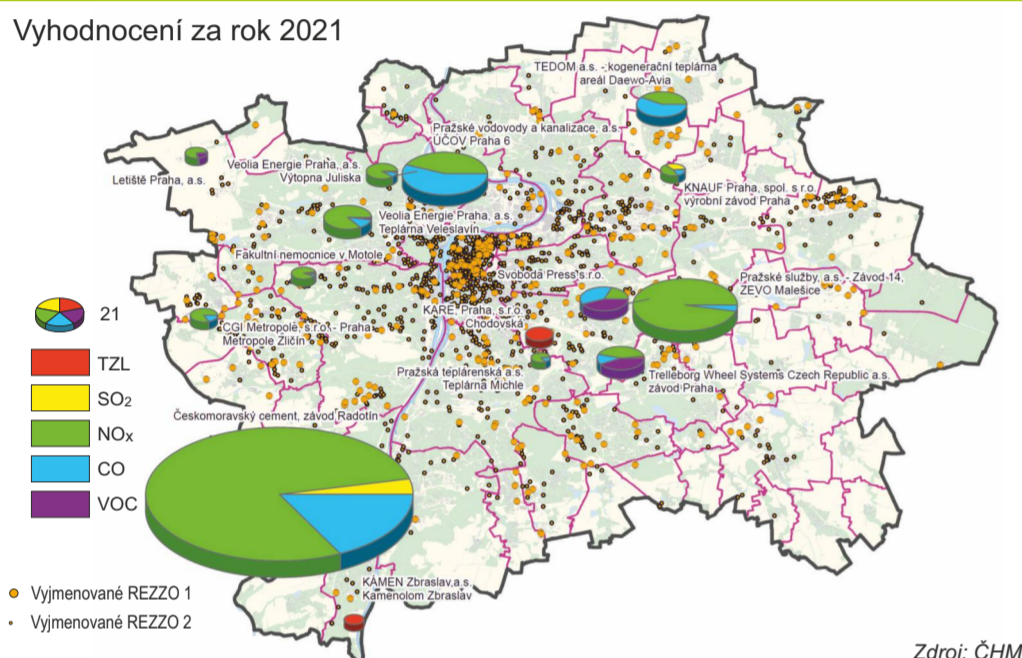 Vyhodnocení za rok 2021
TEDOM a.s. - kogenerační teplárna
areál Daewo-Avia
Pražské vodovody a kanalizace, a.s.
ÚČOV Praha 6
Letiště Praha, a.s.
Veolia Energie Praha, a.s.
Výtopna Juliska
KNAUF Praha, spol. s r.o.
výrobní závod Praha
Veolia Energie Praha, a.s.
Teplárna Veleslavín
Fakultní nemocnice v Motole
Svoboda Press s.r.o.
Pražské služby, a.s. - Závod 14,
ZEVO Malešice
KARE, Praha, s.r.o.
Chodovská
CGI Metropole, s.r.o. - Praha
Metropole Zličín
Pražská teplárenská a.s.
Teplárna Michle
Trelleborg Wheel Systems Czech Republic a.s.
závod Praha
21
TZL
SO₂
NOₓ
CO
VOC
Českomoravský cement, závod Radotín
KÁMEN Zbraslav,a.s.
Kamenolom Zbraslav
Vyjmenované REZZO 1
Vyjmenované REZZO 2
Zdroj: ČHM